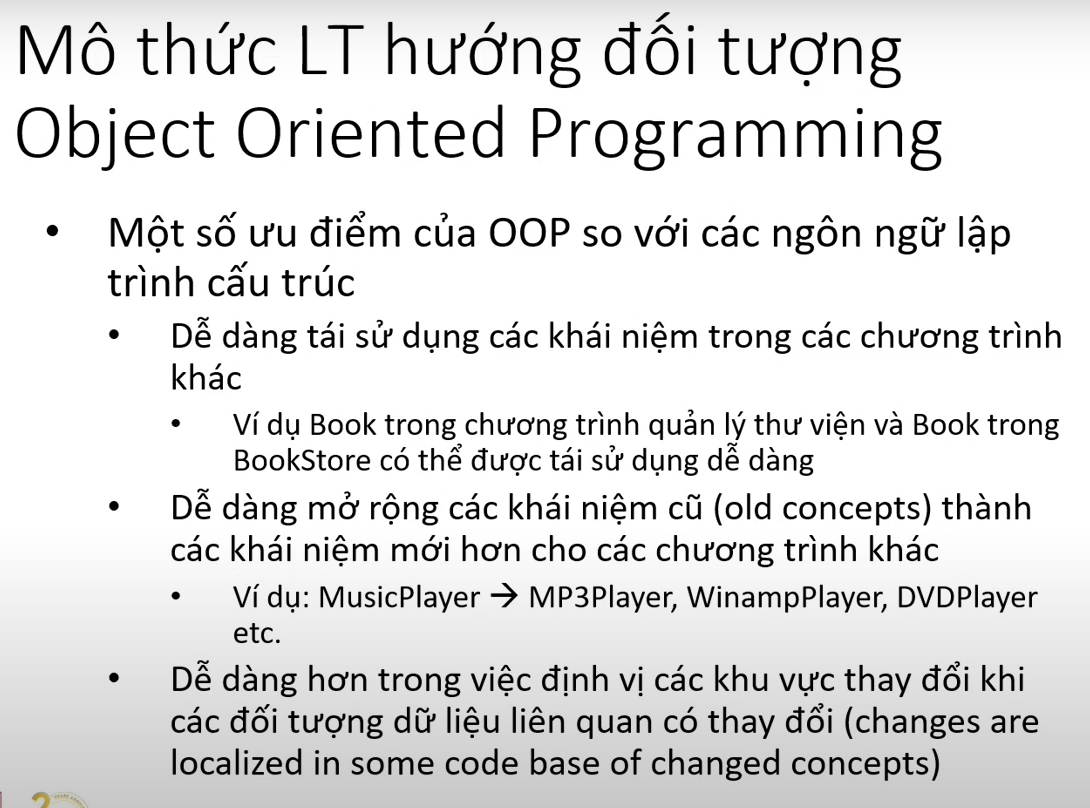 Mô thức LT hướng đối tượng
Object Oriented Programming
• Một số ưu điểm của OOP so với các ngôn ngữ lập
trình cấu trúc
• Dễ dàng tái sử dụng các khái niệm trong các chương trình
khác
• Ví dụ Book trong chương trình quản lý thư viện và Book trong
BookStore có thể được tái sử dụng dễ dàng
• Dễ dàng mở rộng các khái niệm cũ (old concepts) thành
các khái niệm mới hơn cho các chương trình khác
• Ví dụ: MusicPlayer → MP3Player, WinampPlayer, DVDPlayer
etc.
• Dễ dàng hơn trong việc định vị các khu vực thay đổi khi
các đối tượng dữ liệu liên quan có thay đổi (changes are
localized in some code base of changed concepts)